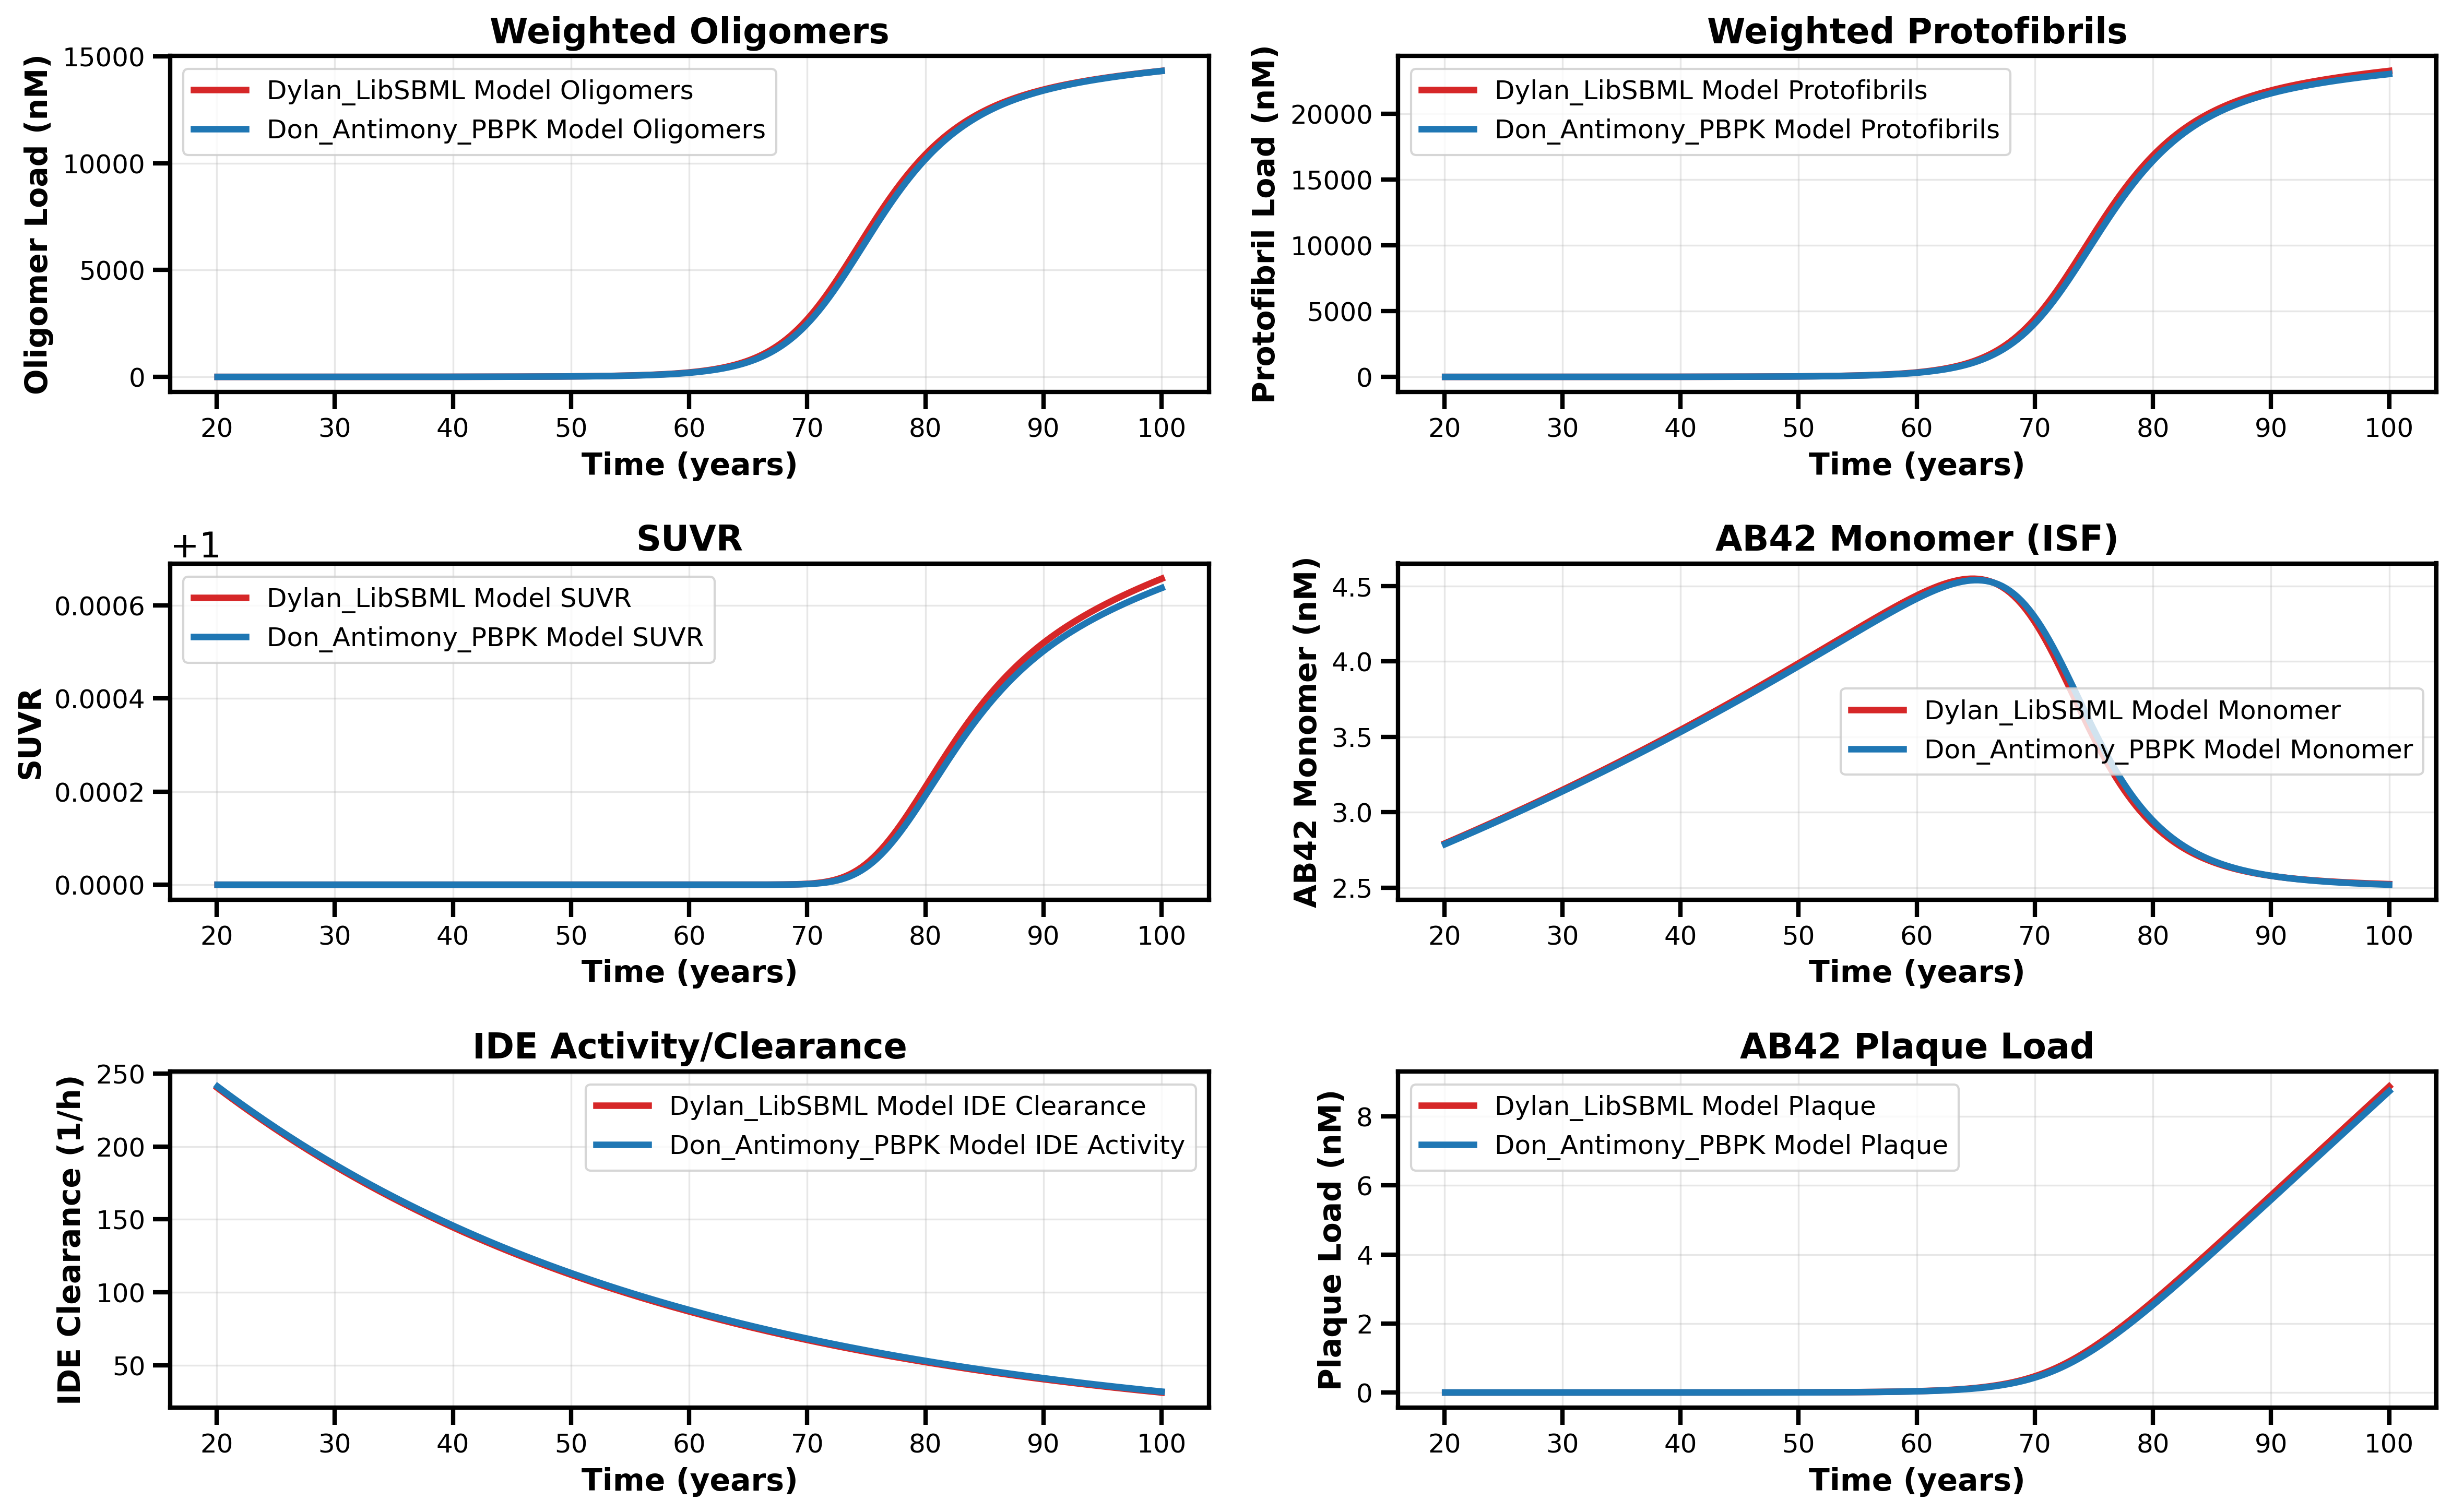 Weighted Oligomers
Oligomer Load (nM)
15000
10000
5000
0
Dylan_LibSBML Model Oligomers
Don_Antimony_PBPK Model Oligomers
20 30 40 50 60 70 80 90 100
Time (years)
Weighted Protofibrils
Protofibril Load (nM)
20000
15000
10000
5000
0
Dylan_LibSBML Model Protofibrils
Don_Antimony_PBPK Model Protofibrils
20 30 40 50 60 70 80 90 100
Time (years)
SUVR
+1
SUVR
0.0006
0.0004
0.0002
0.0000
Dylan_LibSBML Model SUVR
Don_Antimony_PBPK Model SUVR
20 30 40 50 60 70 80 90 100
Time (years)
AB42 Monomer (ISF)
AB42 Monomer (nM)
4.5
4.0
3.5
3.0
2.5
Dylan_LibSBML Model Monomer
Don_Antimony_PBPK Model Monomer
20 30 40 50 60 70 80 90 100
Time (years)
IDE Activity/Clearance
IDE Clearance (1/h)
250
200
150
100
50
Dylan_LibSBML Model IDE Clearance
Don_Antimony_PBPK Model IDE Activity
20 30 40 50 60 70 80 90 100
Time (years)
AB42 Plaque Load
Plaque Load (nM)
8
6
4
2
0
Dylan_LibSBML Model Plaque
Don_Antimony_PBPK Model Plaque
20 30 40 50 60 70 80 90 100
Time (years)